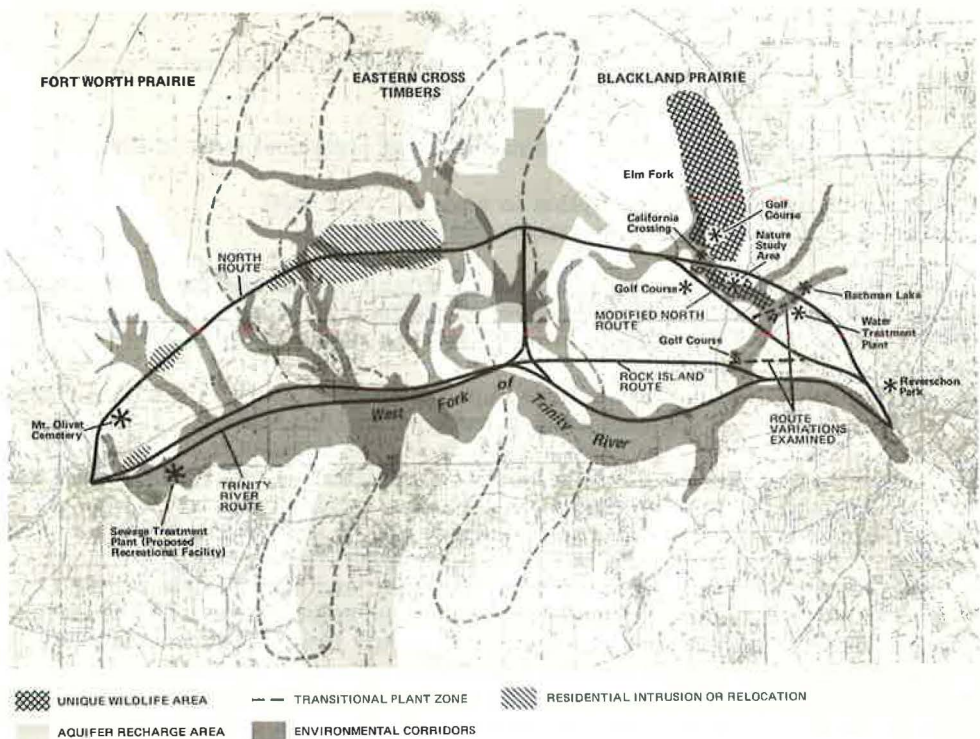 FORT WORTH PRAIRIE
EASTERN CROSS
TIMBERS
BLACKLAND PRAIRIE
Elm Fork
Golf
Course
California
Crossing
Nature
Study
Area
NORTH
ROUTE
Golf Course
Bachman Lake
MODIFIED NORTH
ROUTE
Water
Treatment
Plant
Golf Course
ROCK ISLAND
ROUTE
Reverschon
Park
West Fork of Trinity River
ROUTE
VARIATIONS
EXAMINED
Mt. Olivet
Cemetery
TRINITY
RIVER
ROUTE
Sewage Treatment
Plant (Proposed
Recreational Facility)
UNIQUE WILDLIFE AREA
TRANSITIONAL PLANT ZONE
RESIDENTIAL INTRUSION OR RELOCATION
AQUIFER RECHARGE AREA
ENVIRONMENTAL CORRIDORS